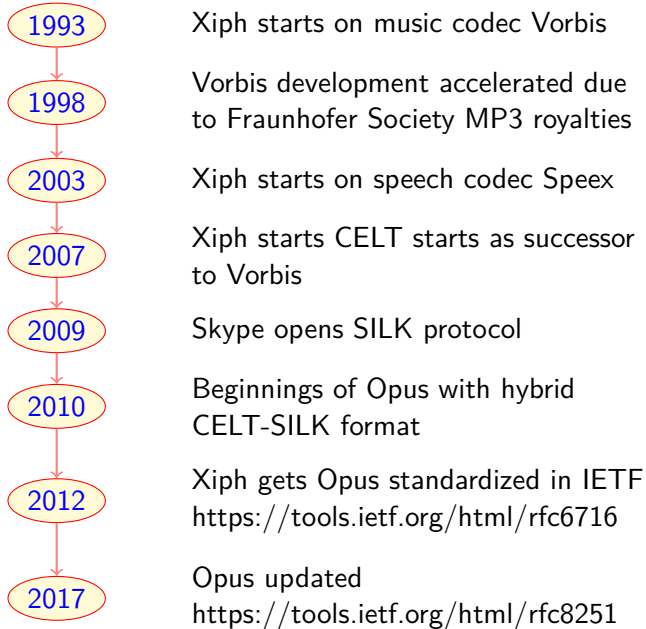 1993 Xiph starts on music codec Vorbis
1998 Vorbis development accelerated due
to Fraunhofer Society MP3 royalties
2003 Xiph starts on speech codec Speex
2007 Xiph starts CELT starts as successor
to Vorbis
2009 Skype opens SILK protocol
2010 Beginnings of Opus with hybrid
CELT-SILK format
2012 Xiph gets Opus standardized in IETF
https://tools.ietf.org/html/rfc6716
2017 Opus updated
https://tools.ietf.org/html/rfc8251